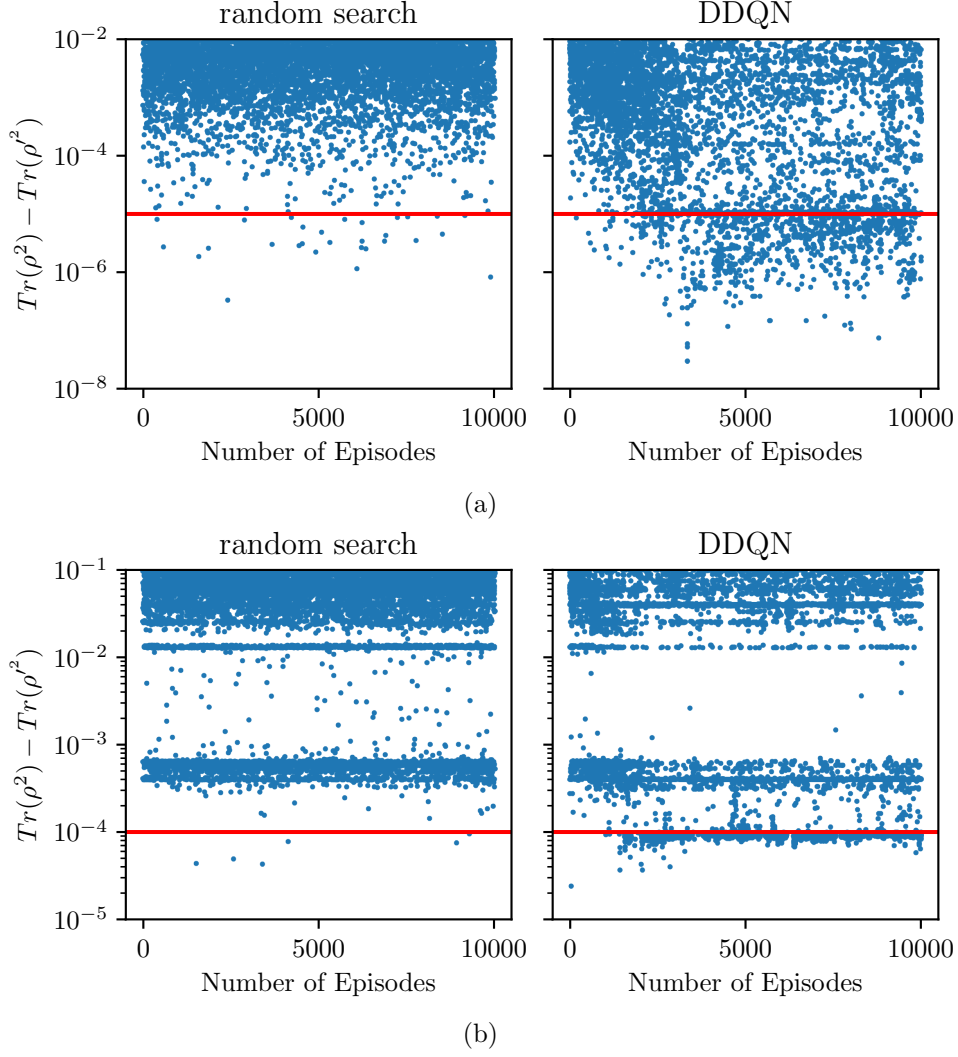 random search DDQN
10⁻²
10⁻⁴
10⁻⁶
10⁻⁸
Tr(ρ²) − Tr(ρ′²)
0 5000 10000 0 5000 10000
Number of Episodes Number of Episodes
(a)
random search DDQN
10⁻¹
10⁻²
10⁻³
10⁻⁴
10⁻⁵
Tr(ρ²) − Tr(ρ′²)
0 5000 10000 0 5000 10000
Number of Episodes Number of Episodes
(b)